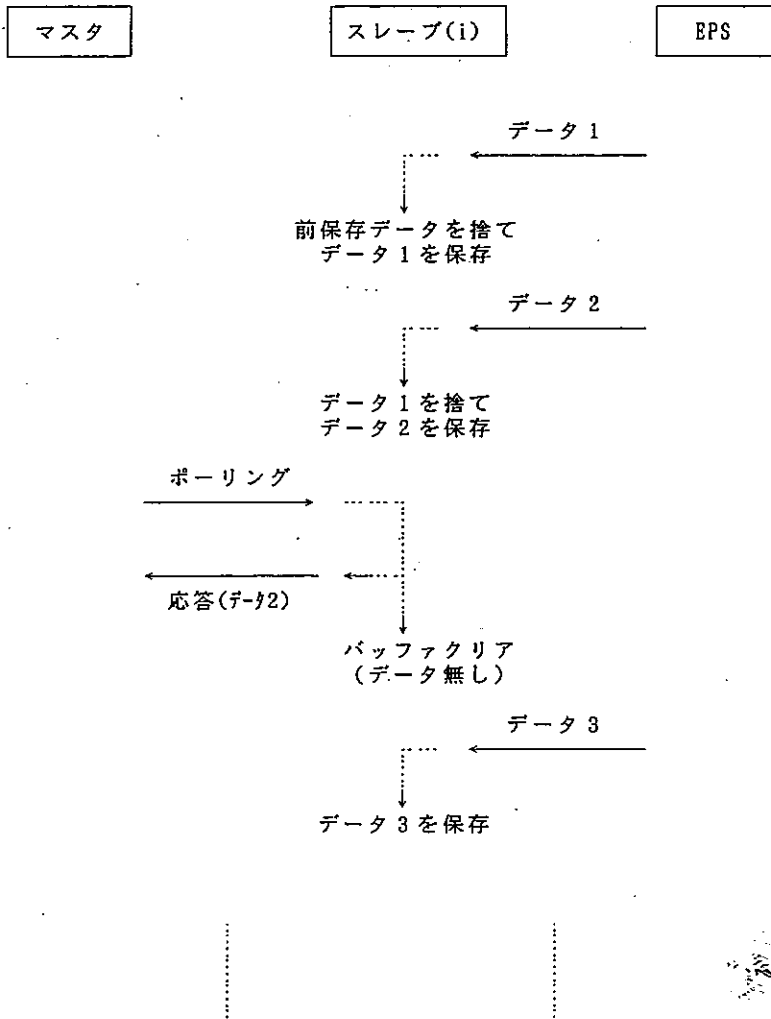 マスタ
スレーブ(i)
EPS
データ1
前保存データを捨て
データ1を保存
データ2
データ1を捨て
データ2を保存
ポーリング
応答(ﾃﾞｰﾀ2)
バッファクリア
(データ無し)
データ3
データ3を保存